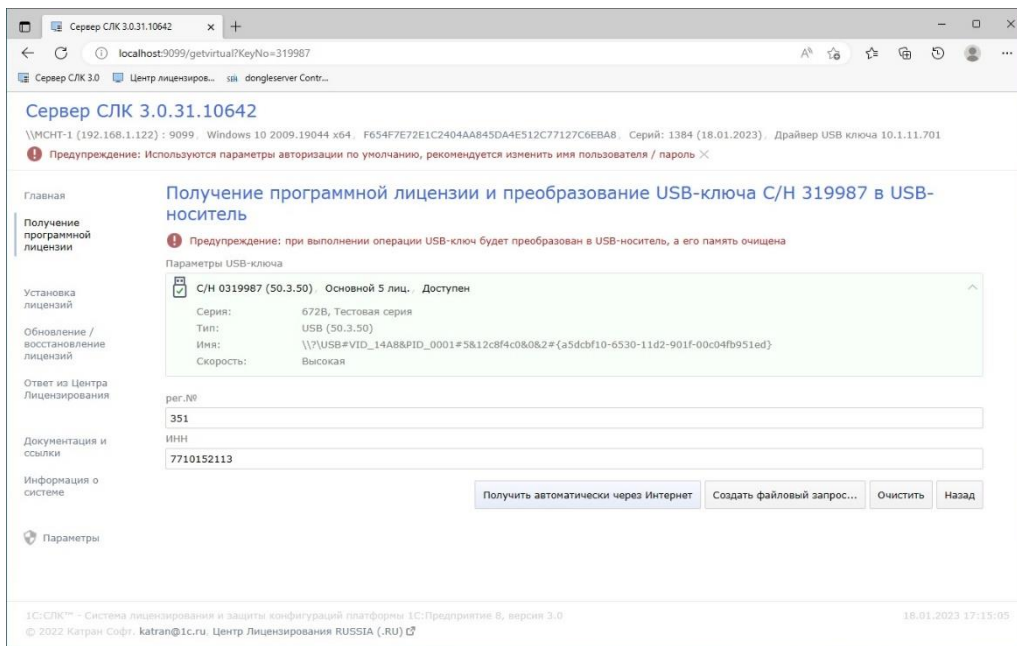 Сервер СЛК 3.0.31.10642
localhost:9099/getvirtual?KeyNo=319987
Сервер СЛК 3.0 Центр лицензиров... dongleserver Contr...
Сервер СЛК 3.0.31.10642
\\MCHT-1 (192.168.1.122) : 9099, Windows 10 2009.19044 x64, F654F7E72E1C2404AA845DA4E512C77127C6EBA8, Серий: 1384 (18.01.2023), Драйвер USB ключа 10.1.11.701
Предупреждение: Используются параметры авторизации по умолчанию, рекомендуется изменить имя пользователя / пароль
Главная
Получение
программной
лицензии
Установка
лицензий
Обновление /
восстановление
лицензий
Ответ из Центра
Лицензирования
Документация и
ссылки
Информация о
системе
Параметры
Получение программной лицензии и преобразование USB-ключа С/Н 319987 в USB-
носитель
Предупреждение: при выполнении операции USB-ключ будет преобразован в USB-носитель, а его память очищена
Параметры USB-ключа
С/Н 0319987 (50.3.50), Основной 5 лиц., Доступен
Серия: 672B, Тестовая серия
Тип: USB (50.3.50)
Имя: \\?\USB#VID_14A8&PID_0001#5&12c8f4c0&0&2#{a5dcbf10-6530-11d2-901f-00c04fb951ed}
Скорость: Высокая
рег.№
351
ИНН
7710152113
Получить автоматически через Интернет Создать файловый запрос... Очистить Назад
1С:СЛК™ - Система лицензирования и защиты конфигураций платформы 1С:Предприятие 8, версия 3.0 18.01.2023 17:15:05
© 2022 Катран Софт, katran@1c.ru, Центр Лицензирования RUSSIA (.RU)